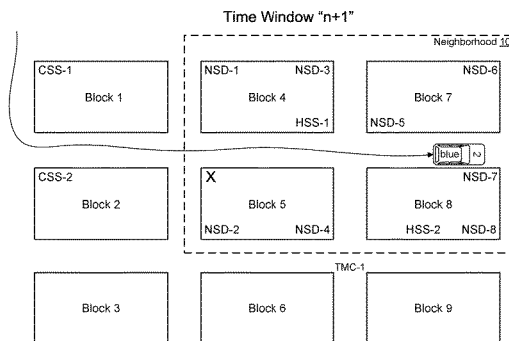 Time Window “n+1”
Neighborhood 10
CSS-1
Block 1
NSD-1
NSD-3
Block 4
HSS-1
NSD-6
Block 7
NSD-5
blue
2
CSS-2
Block 2
X
Block 5
NSD-2
NSD-4
NSD-7
Block 8
HSS-2
NSD-8
TMC-1
Block 3
Block 6
Block 9